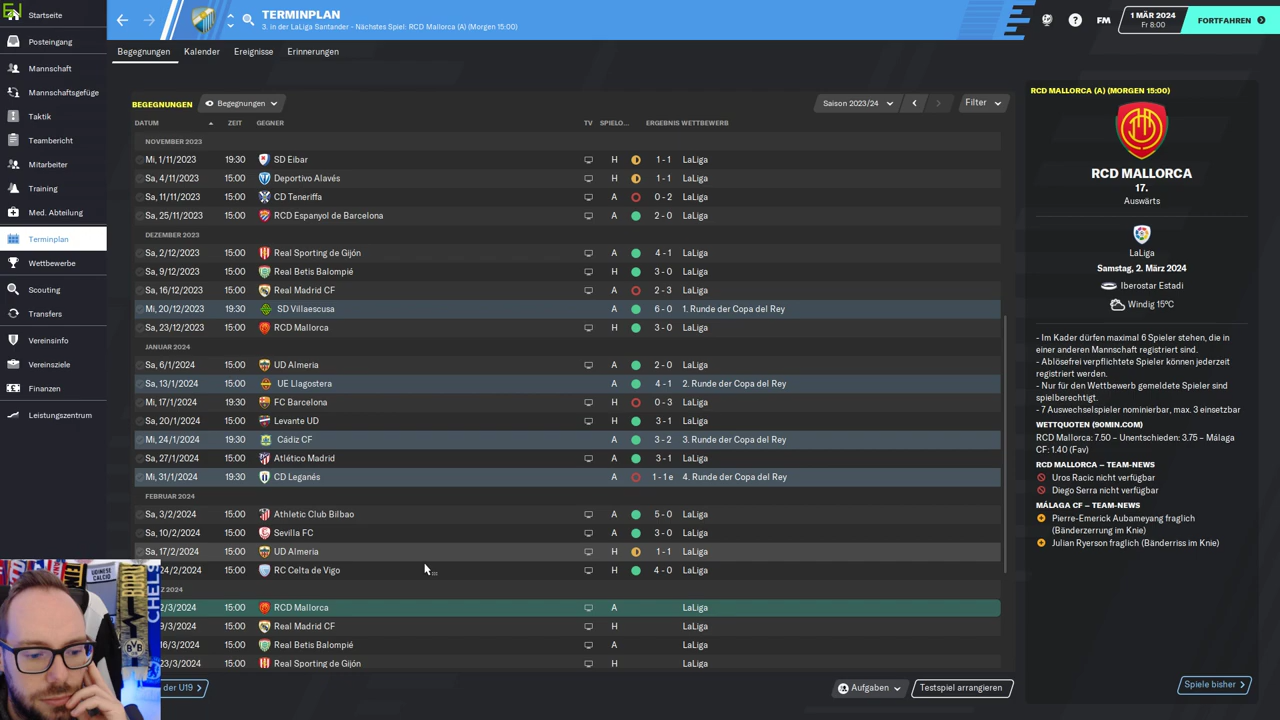 Startseite
Posteingang
Mannschaft
Mannschaftsgefüge
Taktik
Teambericht
Mitarbeiter
Training
Med. Abteilung
Terminplan
Wettbewerbe
Scouting
Transfers
Vereinsinfo
Vereinsziele
Finanzen
Leistungszentrum
TERMINPLAN
3. in der LaLiga Santander - Nächstes Spiel: RCD Mallorca (A) (Morgen 15:00)
? FM
1 MÄR 2024
Fr 8:00
FORTFAHREN
Begegnungen Kalender Ereignisse Erinnerungen
BEGEGNUNGEN Begegnungen Saison 2023/24 Filter
DATUM ZEIT GEGNER TV SPIELO... ERGEBNIS WETTBEWERB
NOVEMBER 2023
Mi, 1/11/2023 19:30 SD Eibar H 1 - 1 LaLiga
Sa, 4/11/2023 15:00 Deportivo Alavés H 1 - 1 LaLiga
Sa, 11/11/2023 15:00 CD Teneriffa A 0 - 2 LaLiga
Sa, 25/11/2023 15:00 RCD Espanyol de Barcelona A 2 - 0 LaLiga
DEZEMBER 2023
Sa, 2/12/2023 15:00 Real Sporting de Gijón A 4 - 1 LaLiga
Sa, 9/12/2023 15:00 Real Betis Balompié H 3 - 0 LaLiga
Sa, 16/12/2023 15:00 Real Madrid CF A 2 - 3 LaLiga
Mi, 20/12/2023 19:30 SD Villaescusa A 6 - 0 1. Runde der Copa del Rey
Sa, 23/12/2023 15:00 RCD Mallorca H 3 - 0 LaLiga
JANUAR 2024
Sa, 6/1/2024 15:00 UD Almeria A 2 - 0 LaLiga
Sa, 13/1/2024 15:00 UE Llagostera A 4 - 1 2. Runde der Copa del Rey
Mi, 17/1/2024 19:30 FC Barcelona H 0 - 3 LaLiga
Sa, 20/1/2024 15:00 Levante UD H 3 - 1 LaLiga
Mi, 24/1/2024 19:30 Cádiz CF A 3 - 2 3. Runde der Copa del Rey
Sa, 27/1/2024 15:00 Atlético Madrid A 3 - 1 LaLiga
Mi, 31/1/2024 19:30 CD Leganés A 1 - 1 e 4. Runde der Copa del Rey
FEBRUAR 2024
Sa, 3/2/2024 15:00 Athletic Club Bilbao A 5 - 0 LaLiga
Sa, 10/2/2024 15:00 Sevilla FC A 3 - 0 LaLiga
Sa, 17/2/2024 15:00 UD Almeria H 1 - 1 LaLiga
24/2/2024 15:00 RC Celta de Vigo H 4 - 0 LaLiga
Z 2024
2/3/2024 15:00 RCD Mallorca A LaLiga
9/3/2024 15:00 Real Madrid CF H LaLiga
16/3/2024 15:00 Real Betis Balompié A LaLiga
23/3/2024 15:00 Real Sporting de Gijón H LaLiga
der U19 Aufgaben Testspiel arrangieren
RCD MALLORCA (A) (MORGEN 15:00)
RCD MALLORCA
17.
Auswärts
LaLiga
Samstag, 2. März 2024
Iberostar Estadi
Windig 15°C
- Im Kader dürfen maximal 6 Spieler stehen, die in
einer anderen Mannschaft registriert sind.
- Ablösefrei verpflichtete Spieler können jederzeit
registriert werden.
- Nur für den Wettbewerb gemeldete Spieler sind
spielberechtigt.
- 7 Auswechselspieler nominierbar, max. 3 einsetzbar
WETTQUOTEN (90MIN.COM)
RCD Mallorca: 7.50 – Unentschieden: 3.75 – Málaga
CF: 1.40 (Fav)
RCD MALLORCA – TEAM-NEWS
Uros Racic nicht verfügbar
Diego Serra nicht verfügbar
MÁLAGA CF – TEAM-NEWS
Pierre-Emerick Aubameyang fraglich
(Bänderzerrung im Knie)
Julian Ryerson fraglich (Bänderriss im Knie)
Spiele bisher
UDINESE CALCIO
BVB
CHELS